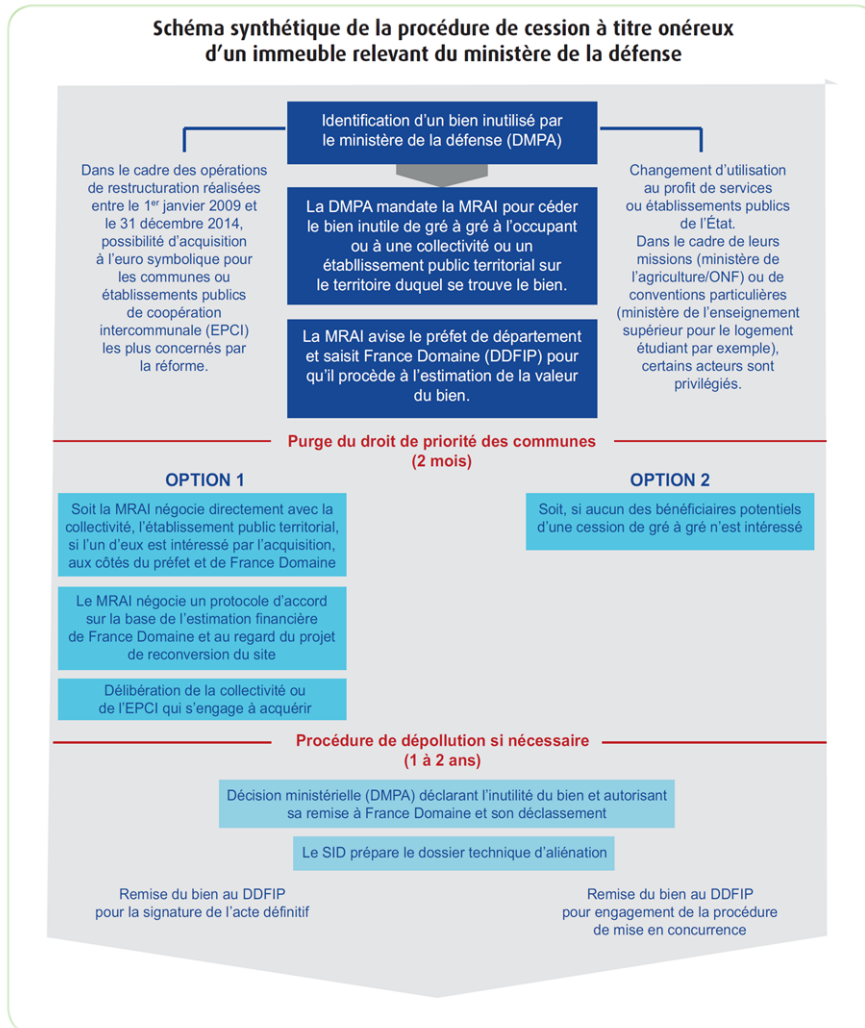 Schéma synthétique de la procédure de cession à titre onéreux
d’un immeuble relevant du ministère de la défense
Identification d’un bien inutilisé par
le ministère de la défense (DMPA)
Dans le cadre des opérations
de restructuration réalisées
entre le 1er janvier 2009 et
le 31 décembre 2014,
possibilité d’acquisition
à l’euro symbolique pour
les communes ou
établissements publics
de coopération
intercommunale (EPCI)
les plus concernés par
la réforme.
La DMPA mandate la MRAI pour céder
le bien inutile de gré à gré à l’occupant
ou à une collectivité ou un
établlissement public territorial sur
le territoire duquel se trouve le bien.
La MRAI avise le préfet de département
et saisit France Domaine (DDFIP) pour
qu’il procède à l’estimation de la valeur
du bien.
Changement d’utilisation
au profit de services
ou établissements publics
de l’État.
Dans le cadre de leurs
missions (ministère de
l’agriculture/ONF) ou de
conventions particulières
(ministère de l’enseignement
supérieur pour le logement
étudiant par exemple),
certains acteurs sont
privilégiés.
Purge du droit de priorité des communes
(2 mois)
OPTION 1
Soit la MRAI négocie directement avec la
collectivité, l’établissement public territorial,
si l’un d’eux est intéressé par l’acquisition,
aux côtés du préfet et de France Domaine
Le MRAI négocie un protocole d’accord
sur la base de l’estimation financière
de France Domaine et au regard du projet
de reconversion du site
Délibération de la collectivité ou
de l’EPCI qui s’engage à acquérir
OPTION 2
Soit, si aucun des bénéficiaires potentiels
d’une cession de gré à gré n’est intéressé
Procédure de dépollution si nécessaire
(1 à 2 ans)
Décision ministérielle (DMPA) déclarant l’inutilité du bien et autorisant
sa remise à France Domaine et son déclassement
Le SID prépare le dossier technique d’aliénation
Remise du bien au DDFIP
pour la signature de l’acte définitif
Remise du bien au DDFIP
pour engagement de la procédure
de mise en concurrence